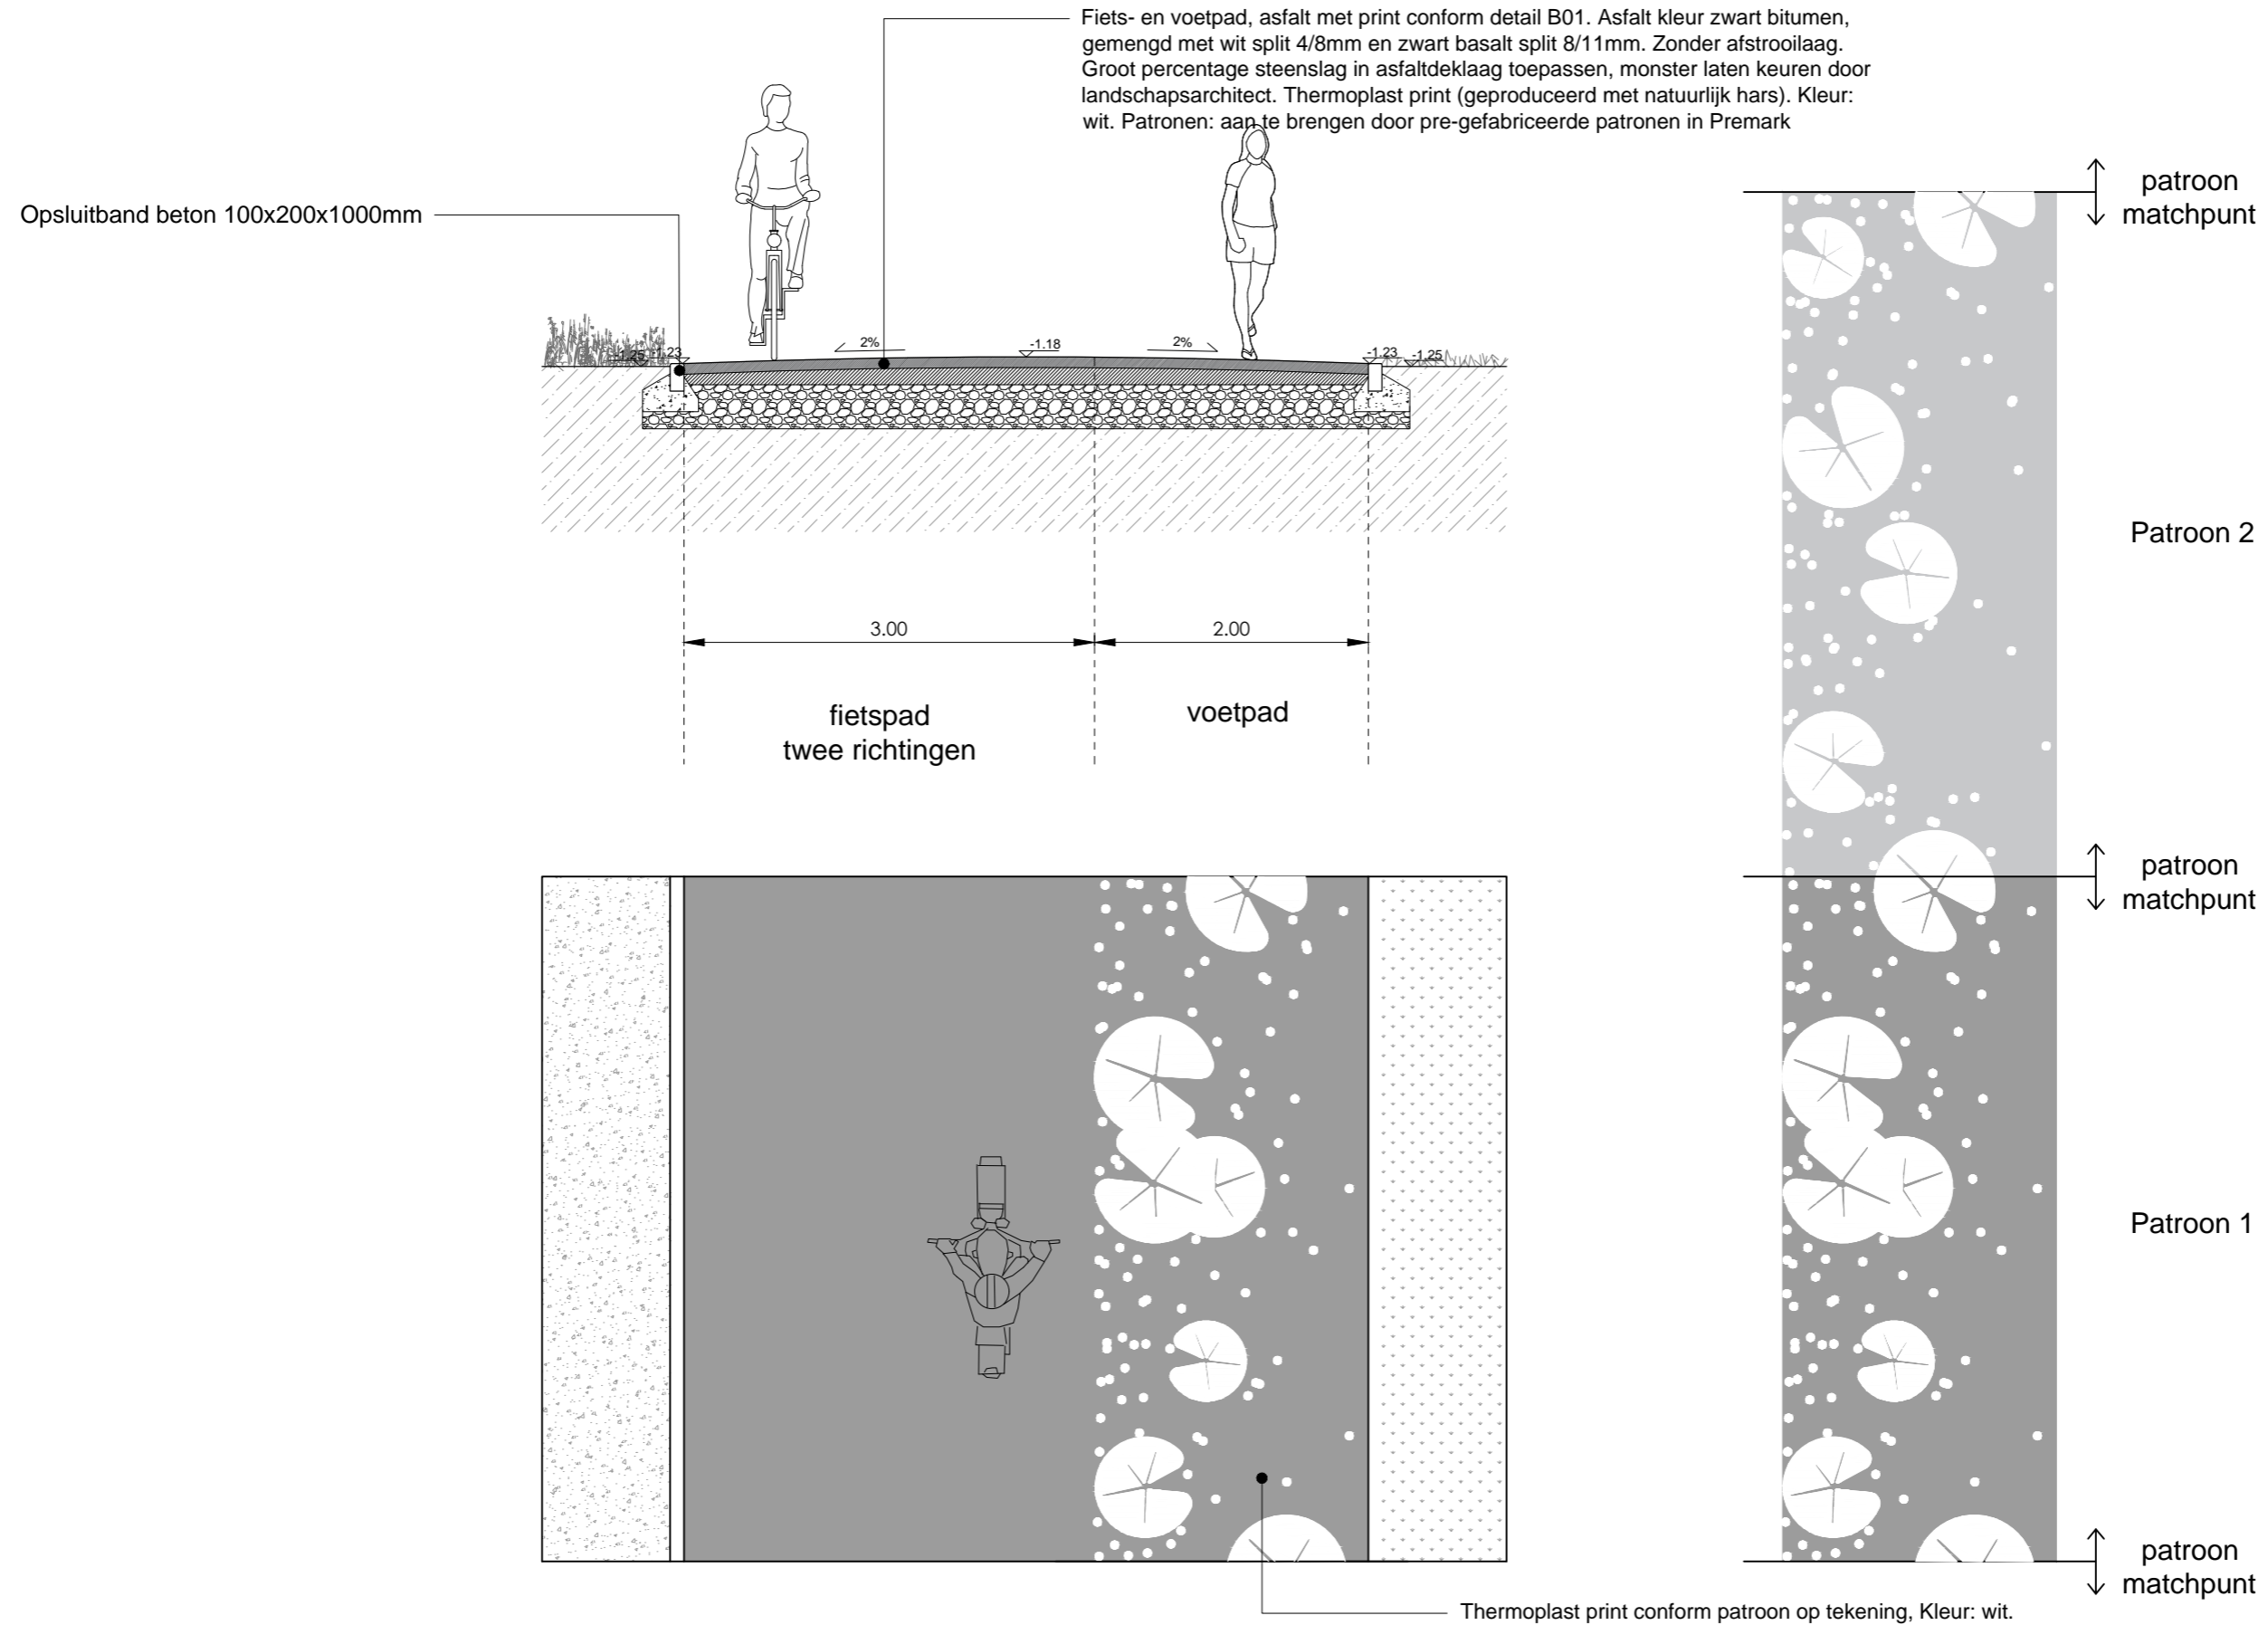 Fiets- en voetpad, asfalt met print conform detail B01. Asfalt kleur zwart bitumen,
gemengd met wit split 4/8mm en zwart basalt split 8/11mm. Zonder afstrooilaag.
Groot percentage steenslag in asfaltdeklaag toepassen, monster laten keuren door
landschapsarchitect. Thermoplast print (geproduceerd met natuurlijk hars). Kleur:
wit. Patronen: aan te brengen door pre-gefabriceerde patronen in Premark
Opsluitband beton 100x200x1000mm
-1.25
-1.23
2%
-1.18
2%
-1.23
-1.25
3.00
2.00
fietspad
twee richtingen
voetpad
patroon
matchpunt
Patroon 2
patroon
matchpunt
Patroon 1
patroon
matchpunt
Thermoplast print conform patroon op tekening, Kleur: wit.